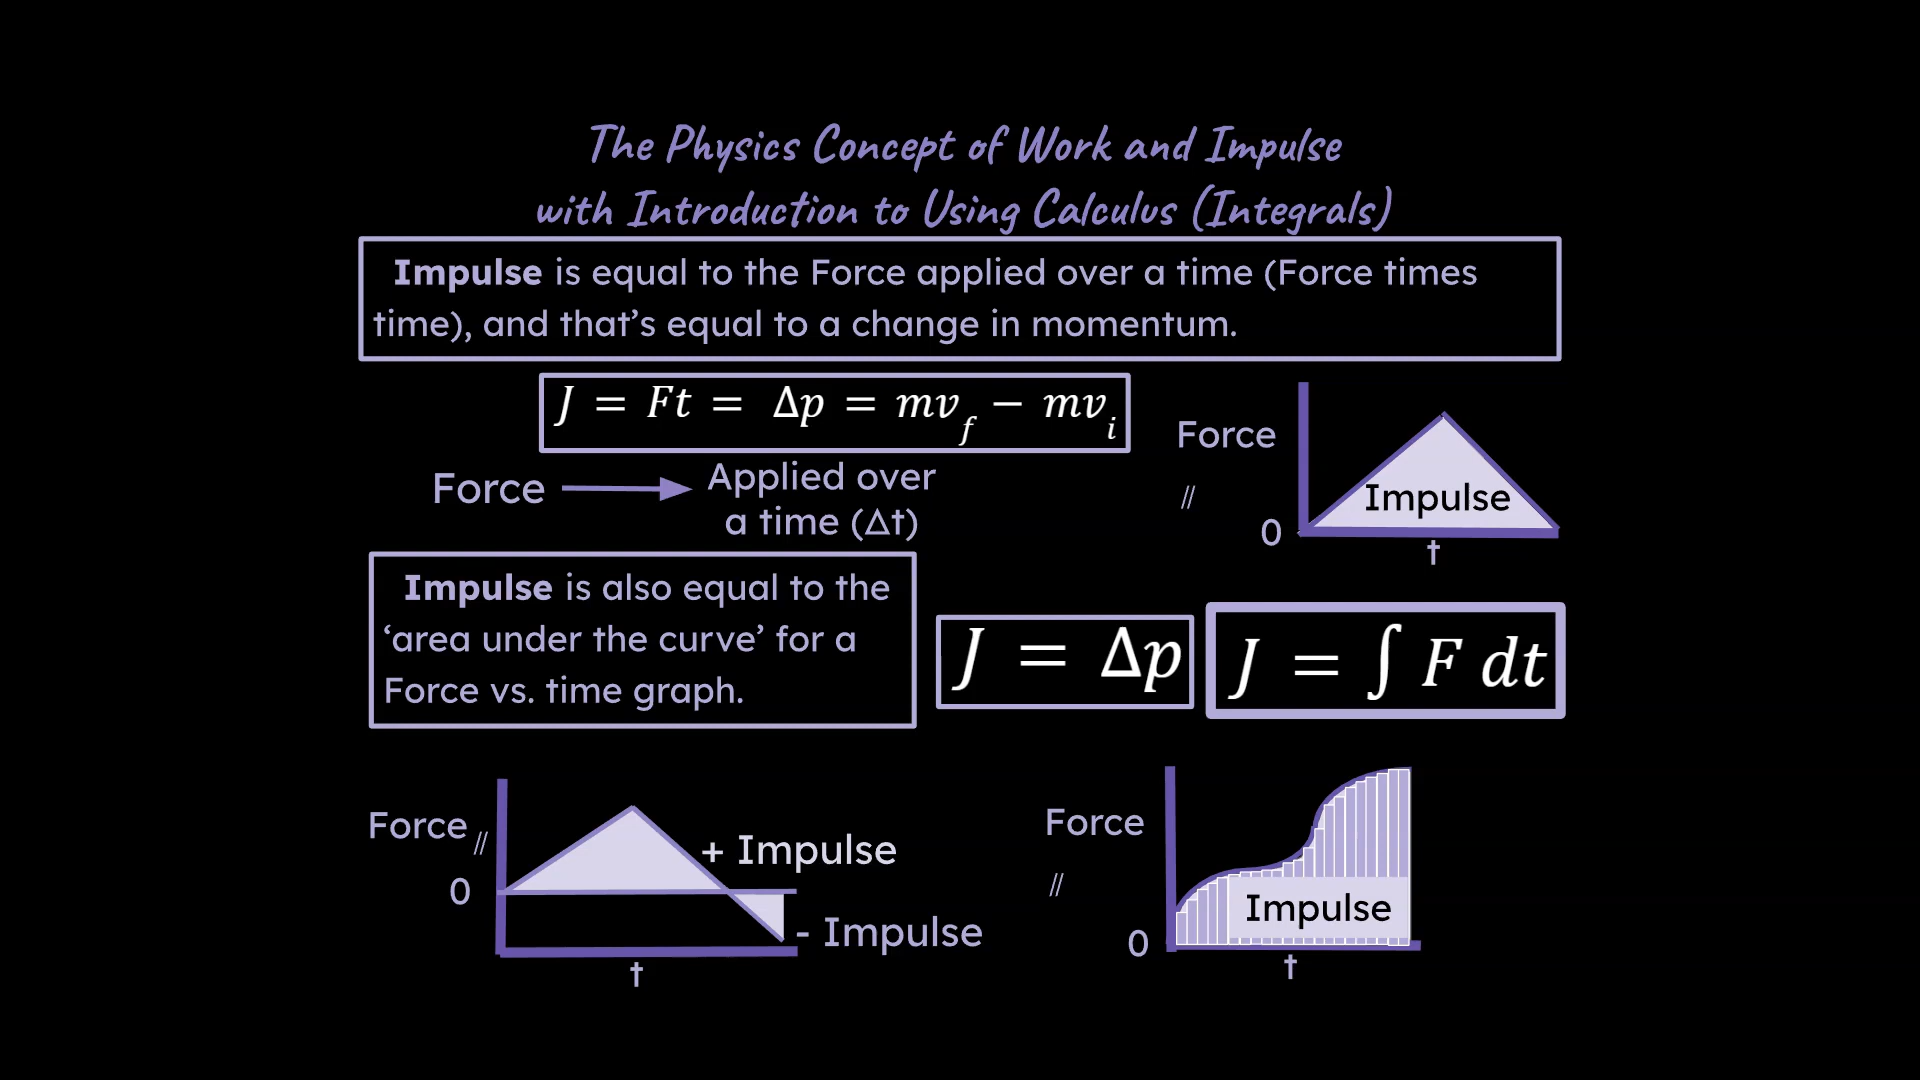 The Physics Concept of Work and Impulse
with Introduction to Using Calculus (Integrals)
Impulse is equal to the Force applied over a time (Force times
time), and that’s equal to a change in momentum.
J = Ft = Δp = mv_f − mv_i
Force
Applied over
a time (Δt)
Force
//
0
Impulse
t
Impulse is also equal to the
‘area under the curve’ for a
Force vs. time graph.
J = Δp
J = ∫ F dt
Force //
0
+ Impulse
- Impulse
t
Force
//
0
Impulse
t